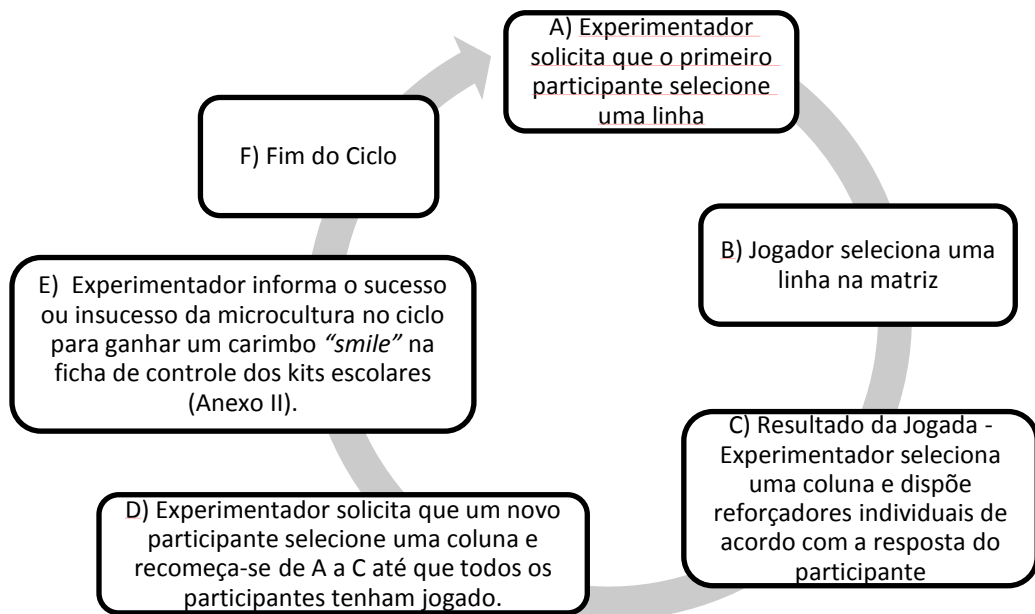 A) Experimentador
solicita que o primeiro
participante selecione
uma linha
B) Jogador seleciona uma
linha na matriz
C) Resultado da Jogada -
Experimentador seleciona
uma coluna e dispõe
reforçadores individuais de
acordo com a resposta do
participante
D) Experimentador solicita que um novo
participante selecione uma coluna e
recomeça-se de A a C até que todos os
participantes tenham jogado.
E) Experimentador informa o sucesso
ou insucesso da microcultura no ciclo
para ganhar um carimbo “smile” na
ficha de controle dos kits escolares
(Anexo II).
F) Fim do Ciclo